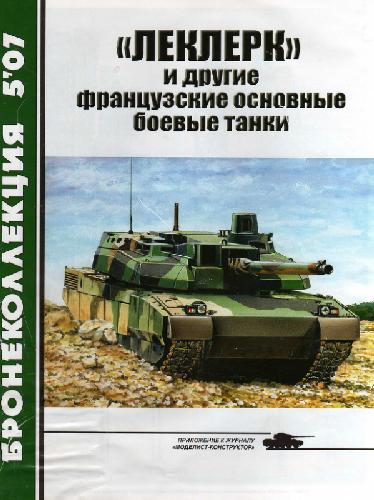 БРОНЕКОЛЛЕКЦИЯ 5'07
«ЛЕКЛЕРК»
и другие
французские основные
боевые танки
ПРИЛОЖЕНИЕ К ЖУРНАЛУ
«МОДЕЛИСТ-КОНСТРУКТОР»